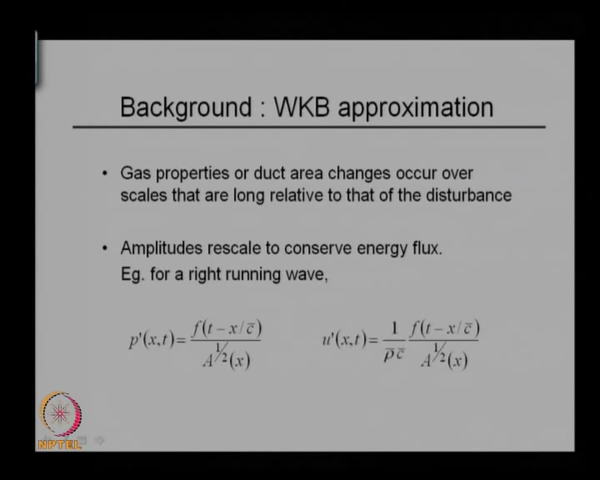 Background : WKB approximation
• Gas properties or duct area changes occur over
scales that are long relative to that of the disturbance
• Amplitudes rescale to conserve energy flux.
Eg. for a right running wave,
p'(x,t) = f(t − x/c̄) / A^{1/2}(x)    u'(x,t) = 1/(ρ̄ c̄) f(t − x/c̄) / A^{1/2}(x)
NPTEL